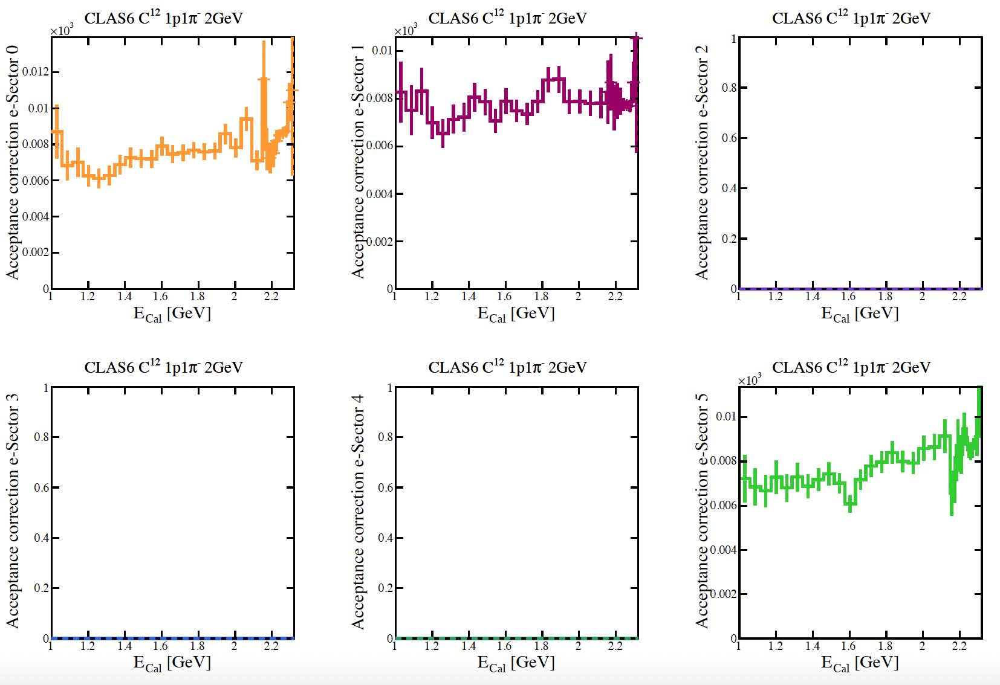 CLAS6 C¹² 1p1π⁻ 2GeV
×10³
Acceptance correction e-Sector 0
0.012
0.01
0.008
0.006
0.004
0.002
0
1 1.2 1.4 1.6 1.8 2 2.2
E_Cal [GeV]
CLAS6 C¹² 1p1π⁻ 2GeV
×10³
Acceptance correction e-Sector 1
0.01
0.008
0.006
0.004
0.002
0
1 1.2 1.4 1.6 1.8 2 2.2
E_Cal [GeV]
CLAS6 C¹² 1p1π⁻ 2GeV
Acceptance correction e-Sector 2
1
0.8
0.6
0.4
0.2
0
1 1.2 1.4 1.6 1.8 2 2.2
E_Cal [GeV]
CLAS6 C¹² 1p1π⁻ 2GeV
Acceptance correction e-Sector 3
1
0.8
0.6
0.4
0.2
0
1 1.2 1.4 1.6 1.8 2 2.2
E_Cal [GeV]
CLAS6 C¹² 1p1π⁻ 2GeV
Acceptance correction e-Sector 4
1
0.8
0.6
0.4
0.2
0
1 1.2 1.4 1.6 1.8 2 2.2
E_Cal [GeV]
CLAS6 C¹² 1p1π⁻ 2GeV
×10³
Acceptance correction e-Sector 5
0.01
0.008
0.006
0.004
0.002
0
1 1.2 1.4 1.6 1.8 2 2.2
E_Cal [GeV]